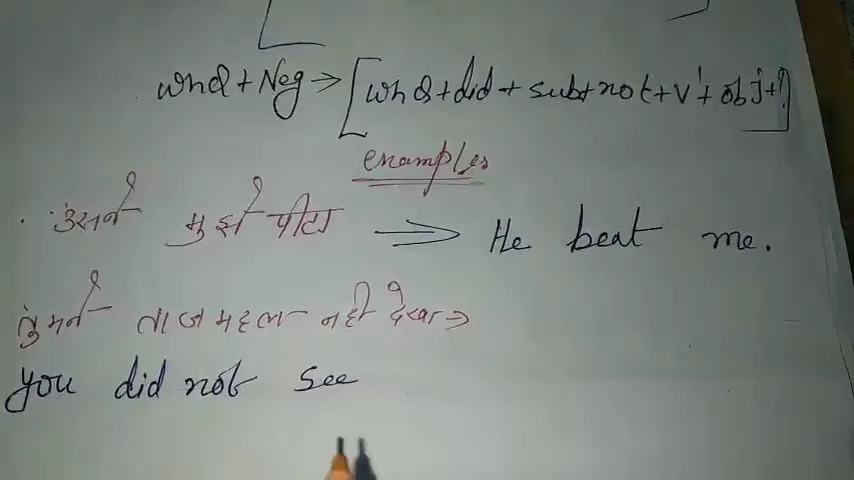 whQ + Neg → [whQ + did + sub + not + V¹ + obj + ?]
examples
उसने मुझे पीटा ⇒ He beat me.
तुमने ताजमहल नही देखा →
you did not see